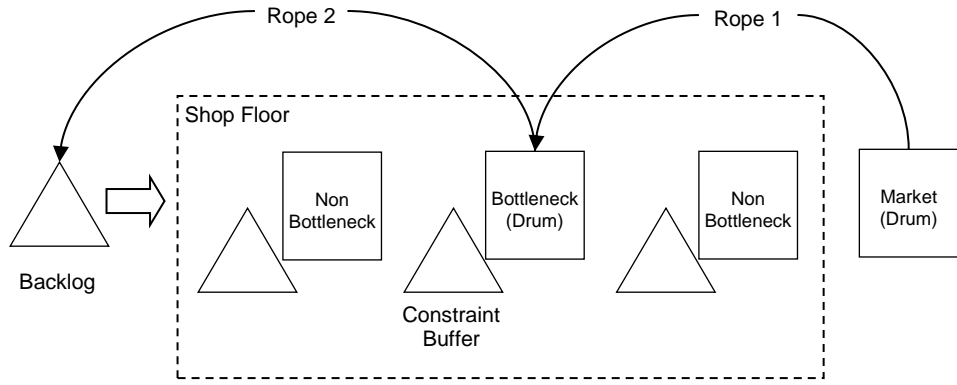 Rope 2
Rope 1
Shop Floor
Non
Bottleneck
Bottleneck
(Drum)
Non
Bottleneck
Market
(Drum)
Backlog
Constraint
Buffer